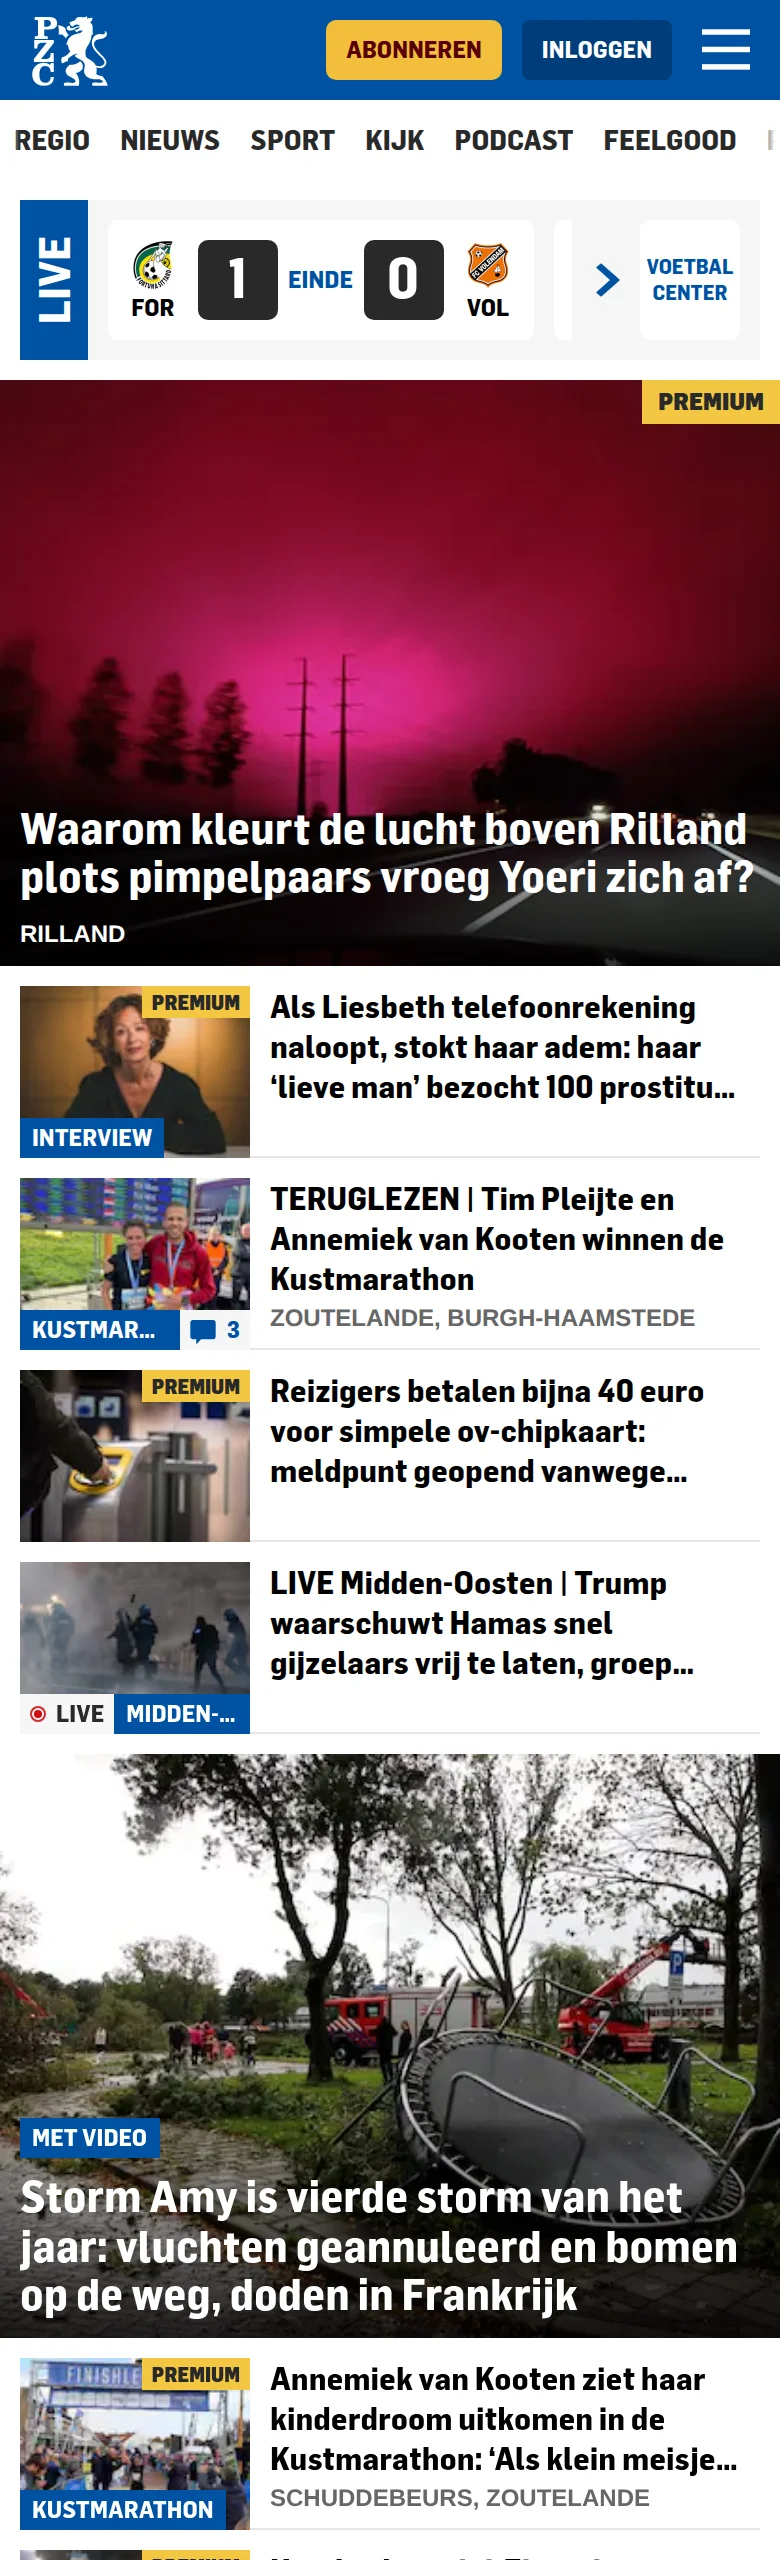 PZC
ABONNEREN
INLOGGEN
REGIO NIEUWS SPORT KIJK PODCAST FEELGOOD
LIVE
FOR
1
EINDE
0
VOL
VOETBAL
CENTER
PREMIUM
Waarom kleurt de lucht boven Rilland
plots pimpelpaars vroeg Yoeri zich af?
RILLAND
PREMIUM
INTERVIEW
Als Liesbeth telefoonrekening
naloopt, stokt haar adem: haar
‘lieve man’ bezocht 100 prostitu...
KUSTMAR...
3
TERUGLEZEN | Tim Pleijte en
Annemiek van Kooten winnen de
Kustmarathon
ZOUTELANDE, BURGH-HAAMSTEDE
PREMIUM
Reizigers betalen bijna 40 euro
voor simpele ov-chipkaart:
meldpunt geopend vanwege...
LIVE
MIDDEN-...
LIVE Midden-Oosten | Trump
waarschuwt Hamas snel
gijzelaars vrij te laten, groep...
MET VIDEO
Storm Amy is vierde storm van het
jaar: vluchten geannuleerd en bomen
op de weg, doden in Frankrijk
PREMIUM
KUSTMARATHON
Annemiek van Kooten ziet haar
kinderdroom uitkomen in de
Kustmarathon: ‘Als klein meisje...
SCHUDDEBEURS, ZOUTELANDE